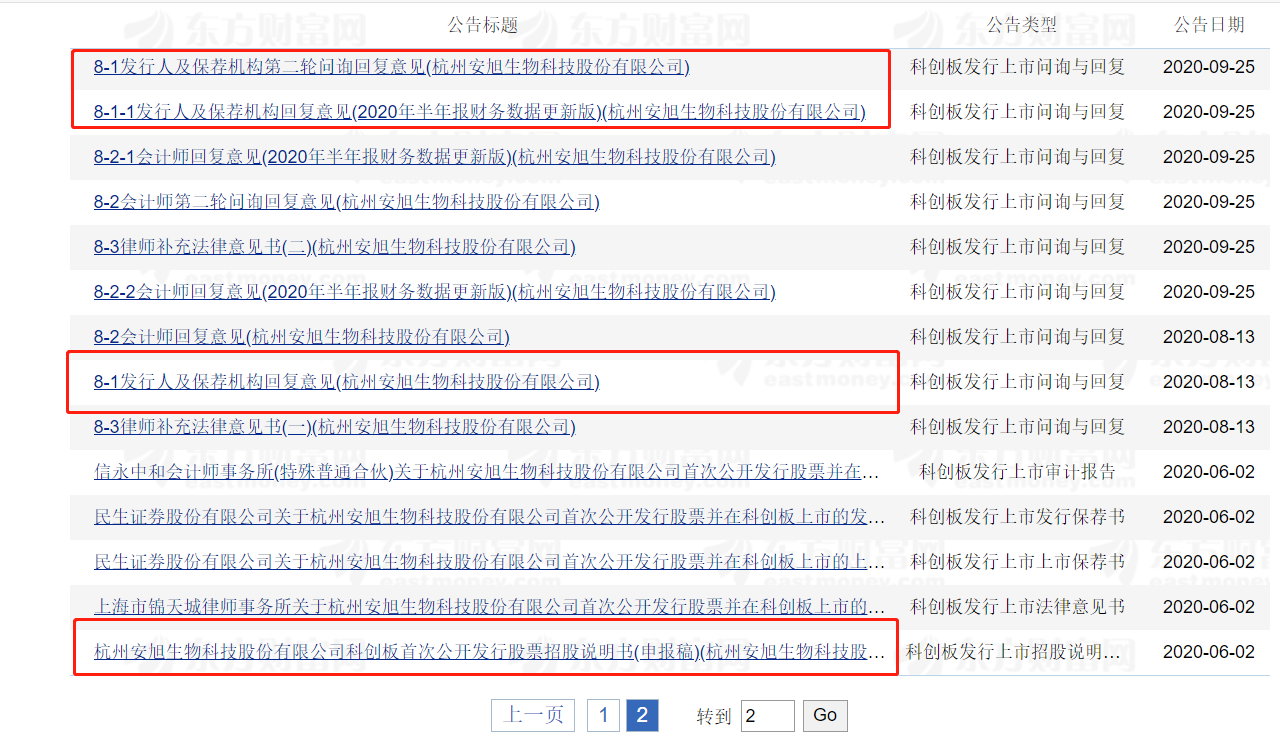 公告标题 公告类型 公告日期
8-1发行人及保荐机构第二轮问询回复意见(杭州安旭生物科技股份有限公司) 科创板发行上市问询与回复 2020-09-25
8-1-1发行人及保荐机构回复意见(2020年半年报财务数据更新版)(杭州安旭生物科技股份有限公司) 科创板发行上市问询与回复 2020-09-25
8-2-1会计师回复意见(2020年半年报财务数据更新版)(杭州安旭生物科技股份有限公司) 科创板发行上市问询与回复 2020-09-25
8-2会计师第二轮问询回复意见(杭州安旭生物科技股份有限公司) 科创板发行上市问询与回复 2020-09-25
8-3律师补充法律意见书(二)(杭州安旭生物科技股份有限公司) 科创板发行上市问询与回复 2020-09-25
8-2-2会计师回复意见(2020年半年报财务数据更新版)(杭州安旭生物科技股份有限公司) 科创板发行上市问询与回复 2020-09-25
8-2会计师回复意见(杭州安旭生物科技股份有限公司) 科创板发行上市问询与回复 2020-08-13
8-1发行人及保荐机构回复意见(杭州安旭生物科技股份有限公司) 科创板发行上市问询与回复 2020-08-13
8-3律师补充法律意见书(一)(杭州安旭生物科技股份有限公司) 科创板发行上市问询与回复 2020-08-13
信永中和会计师事务所(特殊普通合伙)关于杭州安旭生物科技股份有限公司首次公开发行股票并在... 科创板发行上市审计报告 2020-06-02
民生证券股份有限公司关于杭州安旭生物科技股份有限公司首次公开发行股票并在科创板上市的发... 科创板发行上市发行保荐书 2020-06-02
民生证券股份有限公司关于杭州安旭生物科技股份有限公司首次公开发行股票并在科创板上市的上... 科创板发行上市上市保荐书 2020-06-02
上海市锦天城律师事务所关于杭州安旭生物科技股份有限公司首次公开发行股票并在科创板上市的... 科创板发行上市法律意见书 2020-06-02
杭州安旭生物科技股份有限公司科创板首次公开发行股票招股说明书(申报稿)(杭州安旭生物科技股... 科创板发行上市招股说明... 2020-06-02
上一页 1 2 转到 2 Go
东方财富网
eastmoney.com